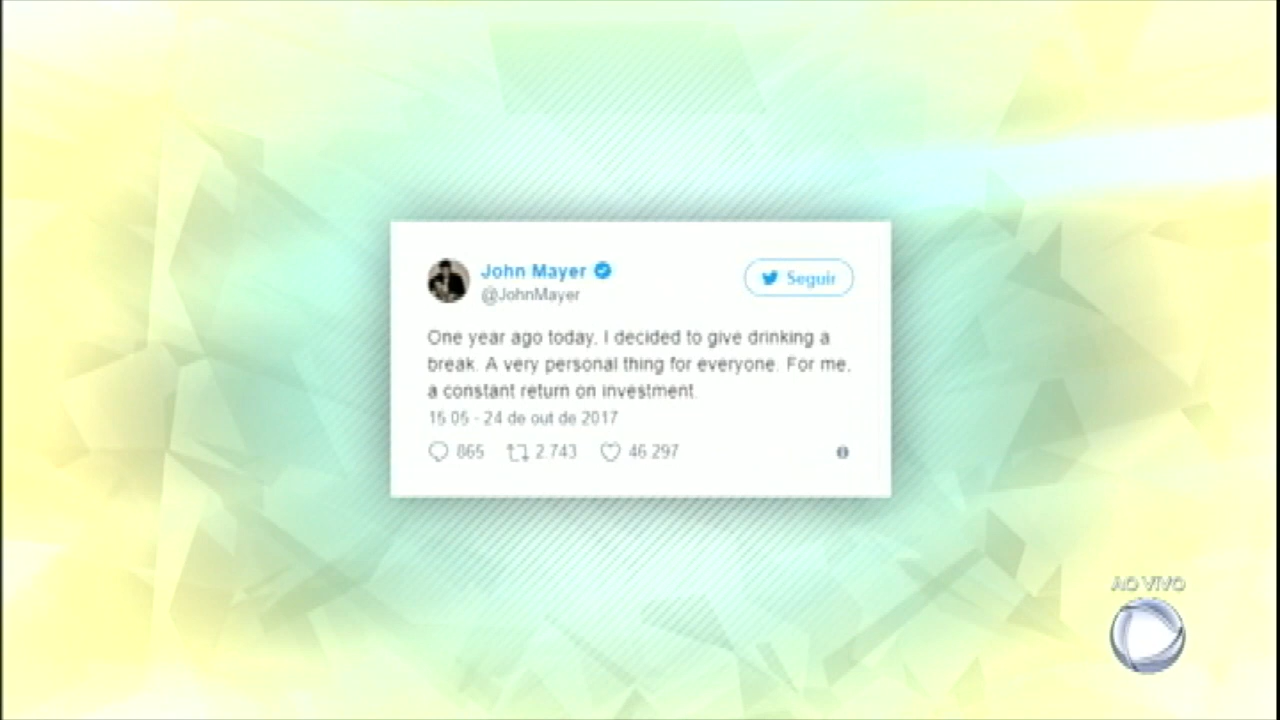 John Mayer
@JohnMayer
Seguir
One year ago today, I decided to give drinking a
break. A very personal thing for everyone. For me,
a constant return on investment.
15:05 - 24 de out de 2017
865 2.743 46.297
AO VIVO